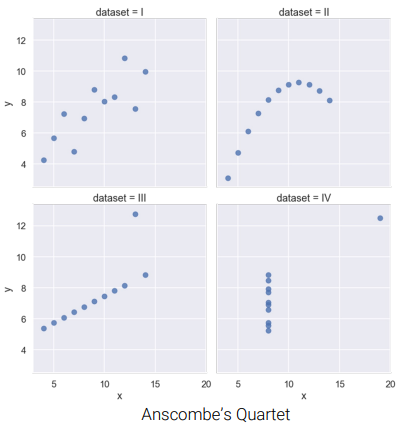 dataset = I
dataset = II
12
10
8
6
4
y
dataset = III
dataset = IV
12
10
8
6
4
y
5 10 15 20
5 10 15 20
x
x
Anscombe's Quartet